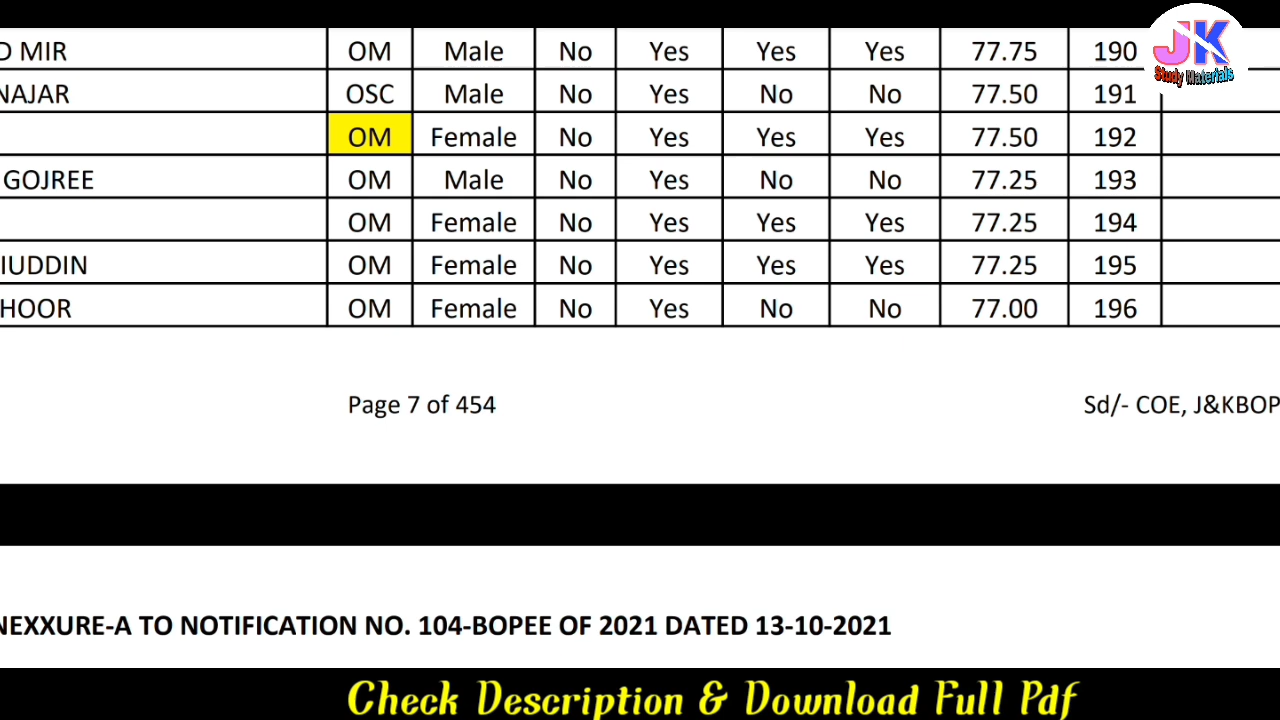 D MIR OM Male No Yes Yes Yes 77.75 190
NAJAR OSC Male No Yes No No 77.50 191
OM Female No Yes Yes Yes 77.50 192
GOJREE OM Male No Yes No No 77.25 193
OM Female No Yes Yes Yes 77.25 194
IUDDIN OM Female No Yes Yes Yes 77.25 195
HOOR OM Female No Yes No No 77.00 196
JK
Study Materials
Page 7 of 454 Sd/- COE, J&KBOP
NEXXURE-A TO NOTIFICATION NO. 104-BOPEE OF 2021 DATED 13-10-2021
Check Description & Download Full Pdf